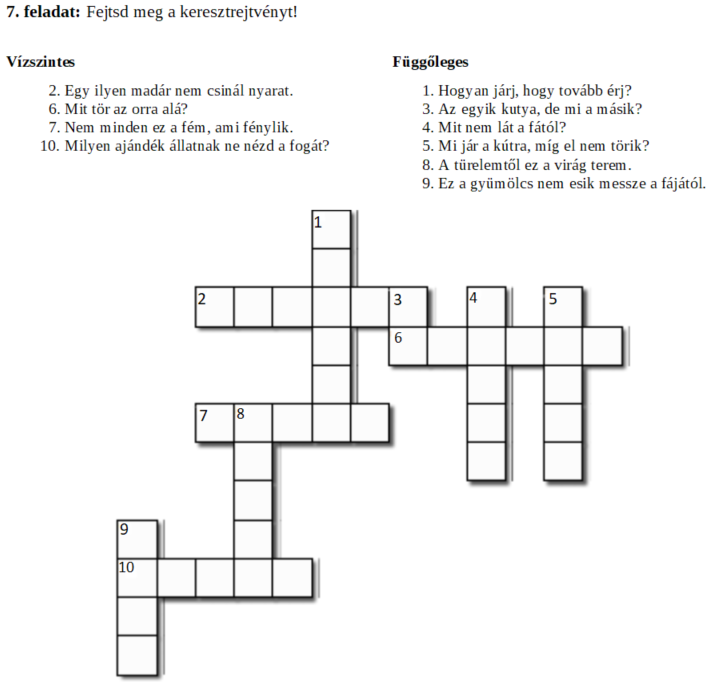 7. feladat: Fejtsd meg a keresztrejtvényt!
Vízszintes
2. Egy ilyen madár nem csinál nyarat.
6. Mit tör az orra alá?
7. Nem minden ez a fém, ami fénylik.
10. Milyen ajándék állatnak ne nézd a fogát?
Függőleges
1. Hogyan járj, hogy tovább érj?
3. Az egyik kutya, de mi a másik?
4. Mit nem lát a fától?
5. Mi jár a kútra, míg el nem törik?
8. A türelemtől ez a virág terem.
9. Ez a gyümölcs nem esik messze a fájától.
1
2
3
4
5
6
7
8
9
10